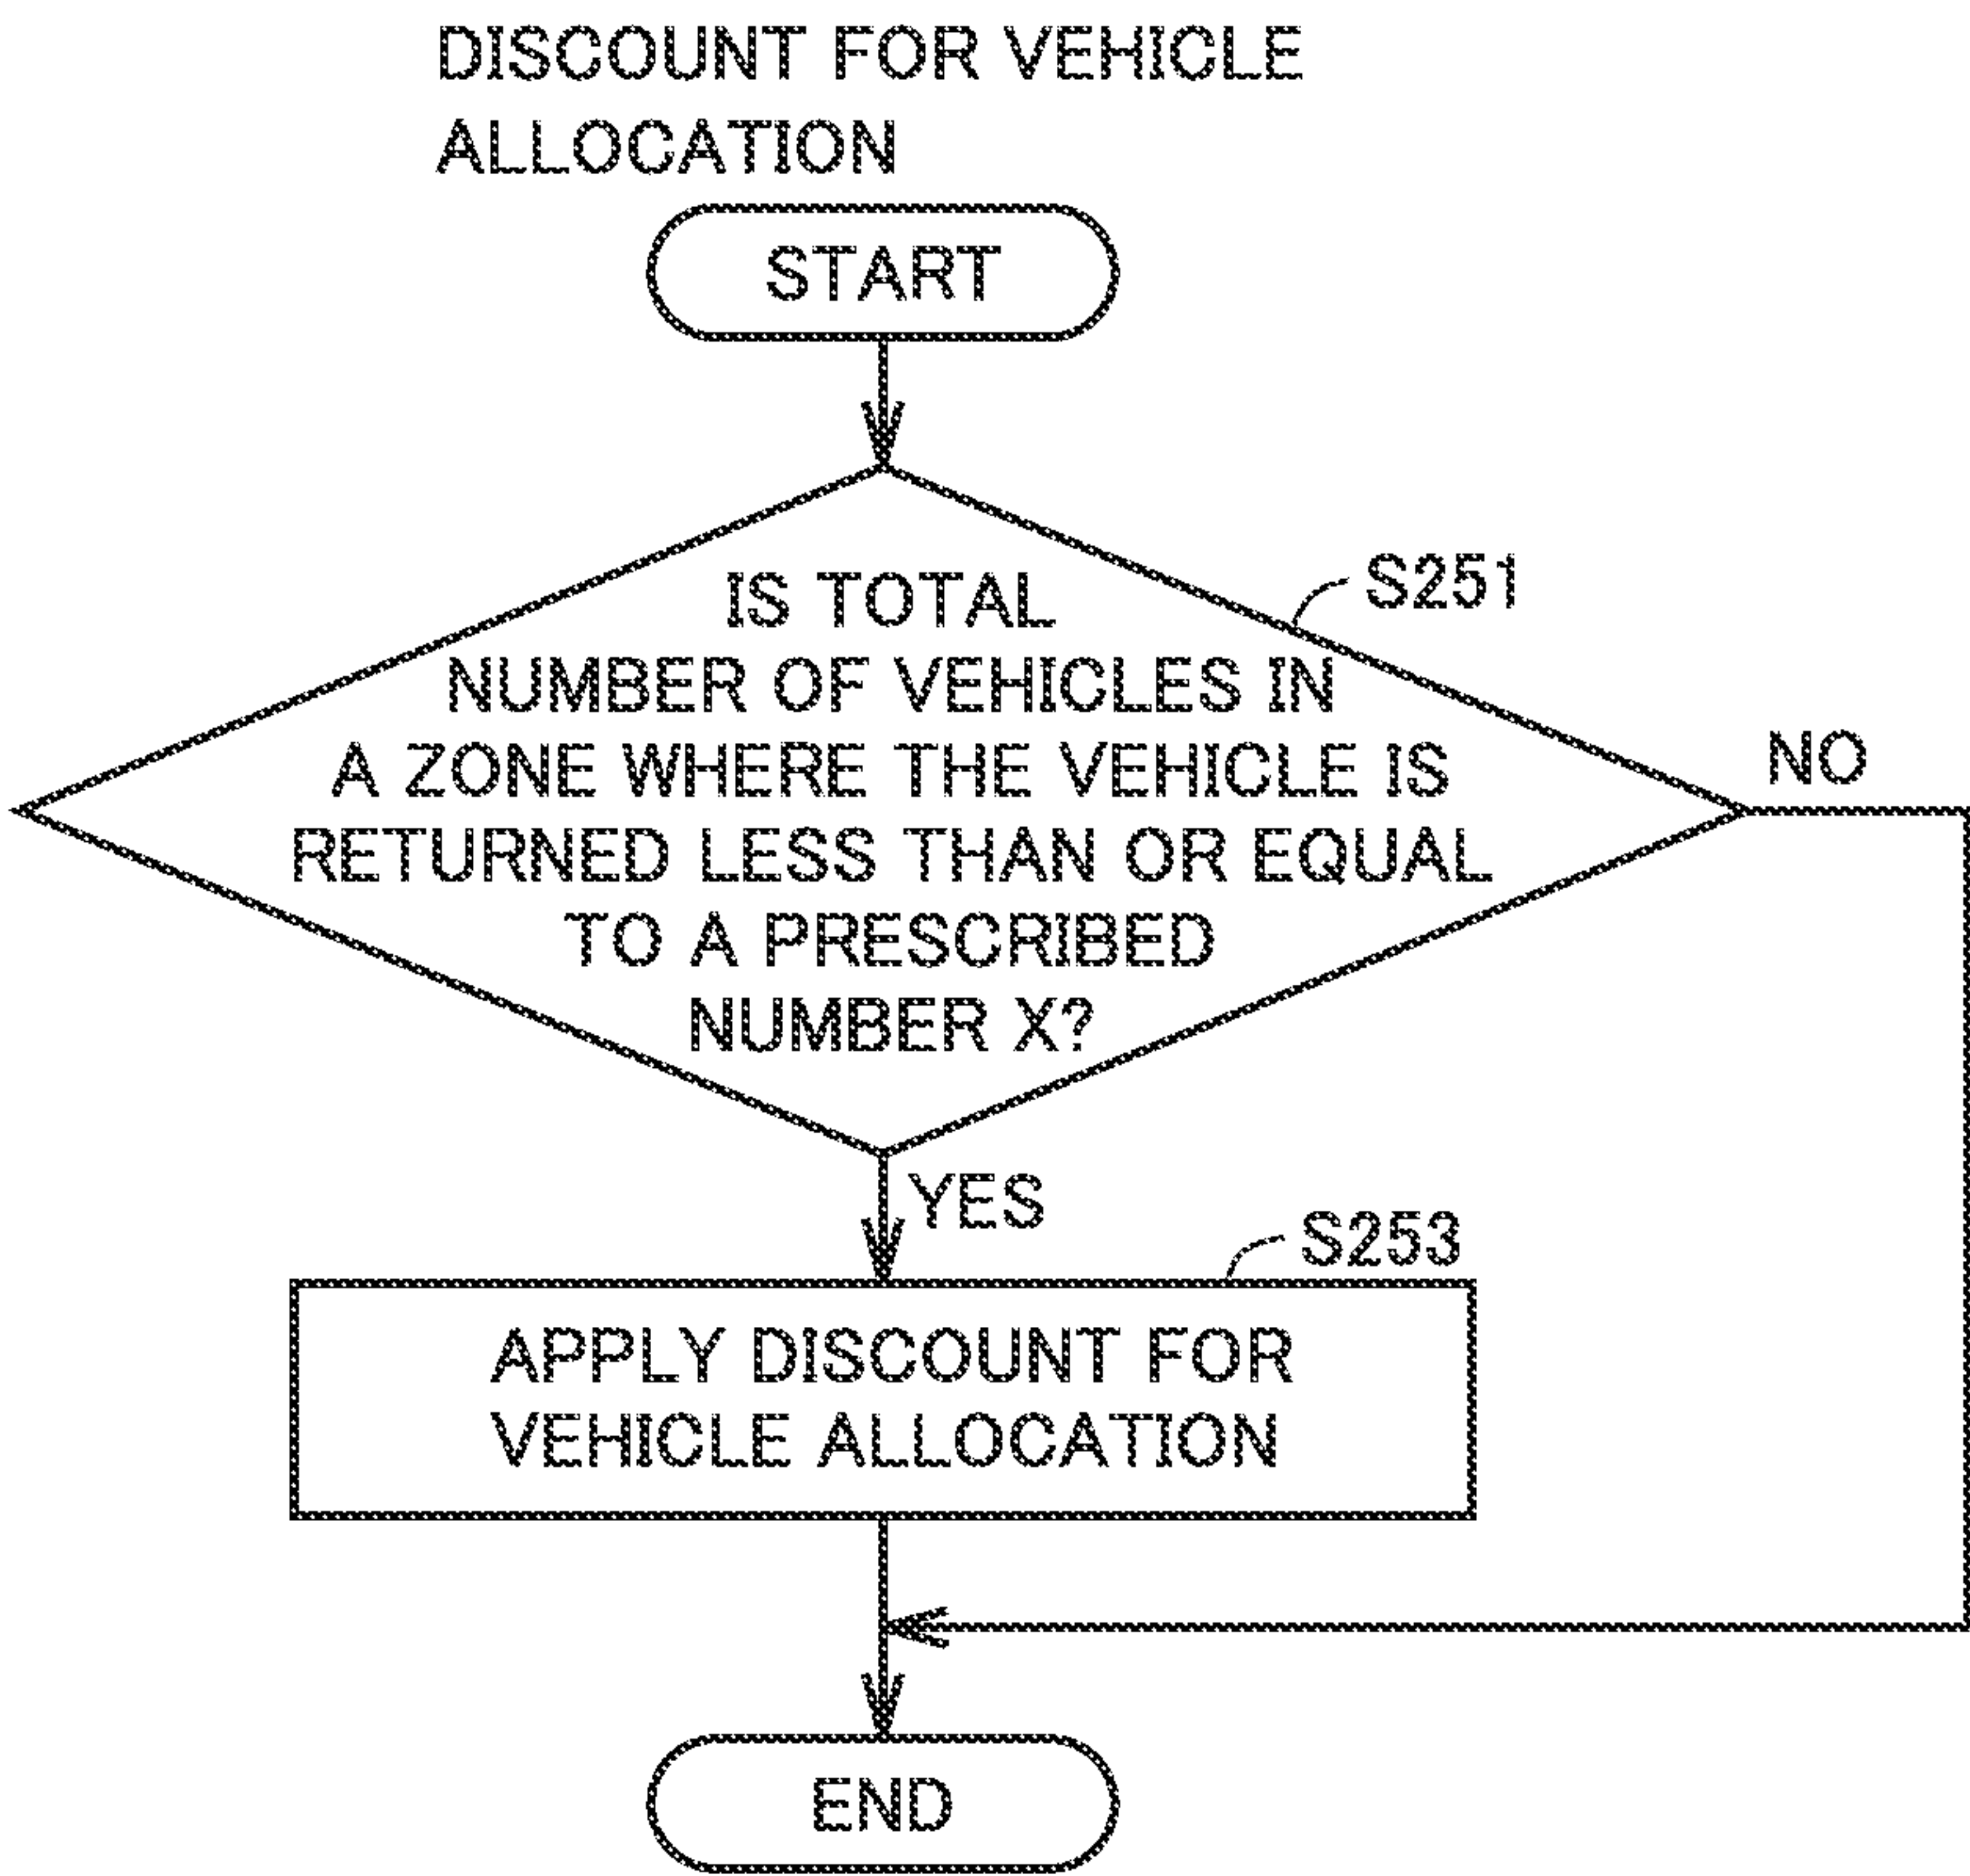 DISCOUNT FOR VEHICLE
ALLOCATION
START
IS TOTAL
NUMBER OF VEHICLES IN
A ZONE WHERE THE VEHICLE IS
RETURNED LESS THAN OR EQUAL
TO A PRESCRIBED
NUMBER X?
S251
NO
YES
S253
APPLY DISCOUNT FOR
VEHICLE ALLOCATION
END